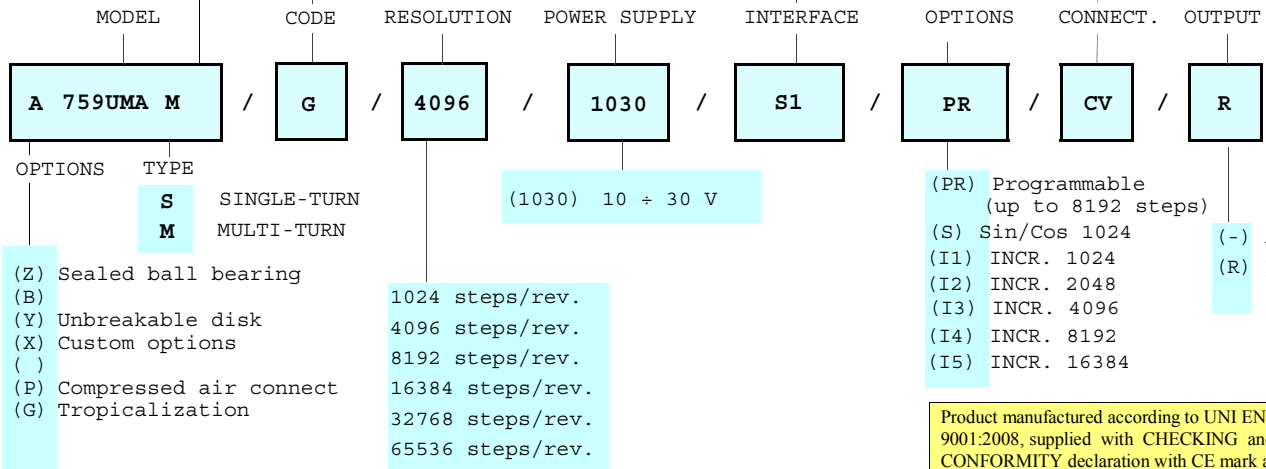 MODEL CODE RESOLUTION POWER SUPPLY INTERFACE OPTIONS CONNECT. OUTPUT
A 759UMA M / G / 4096 / 1030 / S1 / PR / CV / R
OPTIONS TYPE
S SINGLE-TURN
M MULTI-TURN
(Z) Sealed ball bearing
(B)
(Y) Unbreakable disk
(X) Custom options
( )
(P) Compressed air connect
(G) Tropicalization
1024 steps/rev.
4096 steps/rev.
8192 steps/rev.
16384 steps/rev.
32768 steps/rev.
65536 steps/rev.
(1030) 10 ÷ 30 V
(PR) Programmable
(up to 8192 steps)
(S) Sin/Cos 1024
(I1) INCR. 1024
(I2) INCR. 2048
(I3) INCR. 4096
(I4) INCR. 8192
(I5) INCR. 16384
(-)
(R)
Product manufactured according to UNI EN
9001:2008, supplied with CHECKING and
CONFORMITY declaration with CE mark a